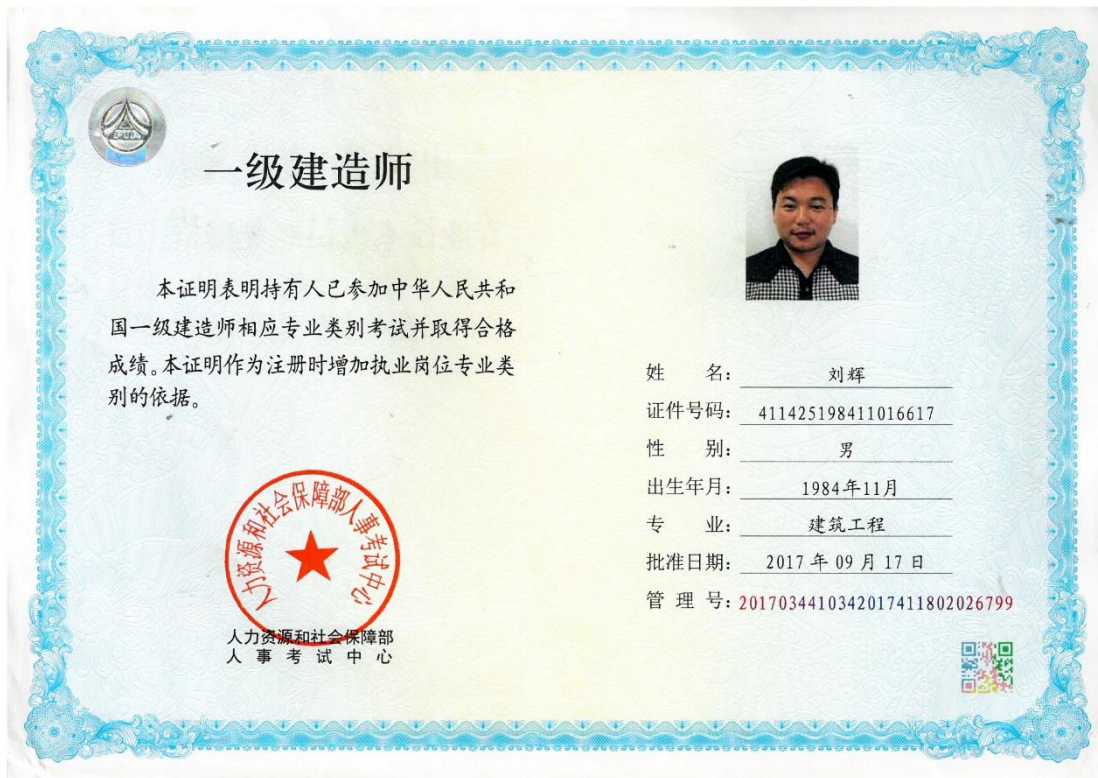 一级建造师
本证明表明持有人已参加中华人民共和
国一级建造师相应专业类别考试并取得合格
成绩。本证明作为注册时增加执业岗位专业类
别的依据。
人力资源和社会保障部人事考试中心
人力资源和社会保障部
人事考试中心
姓 名: 刘辉
证件号码: 411425198411016617
性 别: 男
出生年月: 1984年11月
专 业: 建筑工程
批准日期: 2017年09月17日
管 理 号: 2017034410342017411802026799